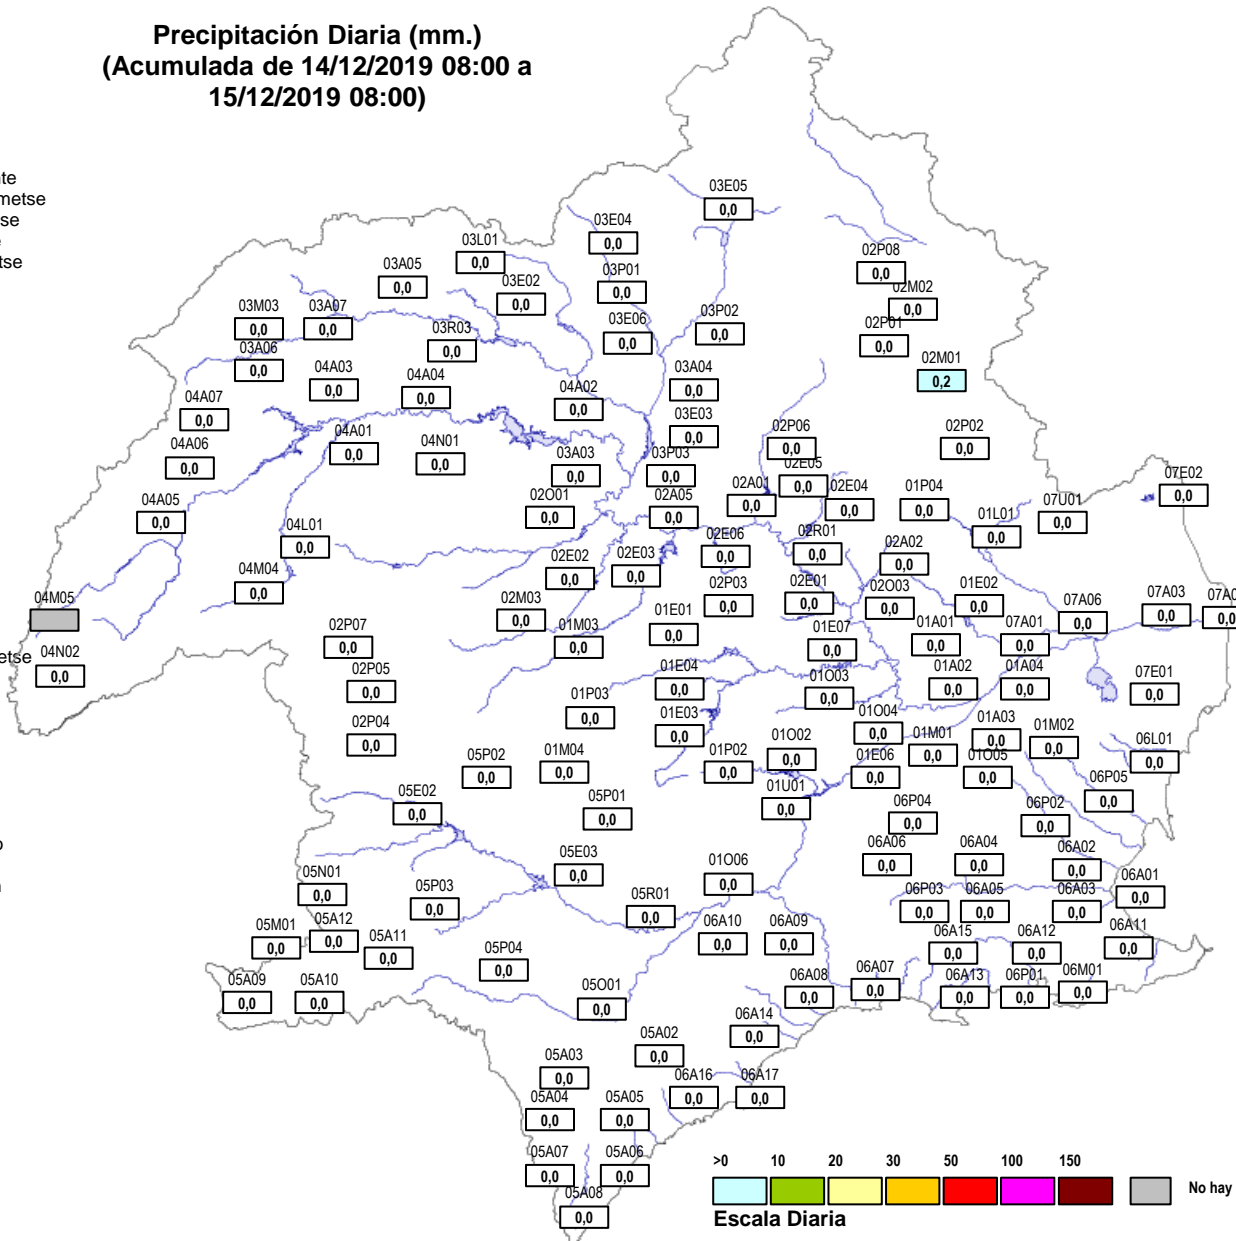 Precipitación Diaria (mm.)
(Acumulada de 14/12/2019 08:00 a
15/12/2019 08:00)
nte
metse
se
e
tse
etse
o
n
03E05
0,0
03E04
0,0
03L01
0,0
02P08
0,0
03A05
0,0
03P01
0,0
03E02
0,0
02M02
0,0
03M03
0,0
03A07
0,0
03P02
0,0
03E06
0,0
03R03
0,0
02P01
0,0
03A06
0,0
02M01
0,2
04A03
0,0
04A04
0,0
03A04
0,0
04A02
0,0
04A07
0,0
03E03
0,0
04A01
0,0
04N01
0,0
02P06
0,0
02P02
0,0
04A06
0,0
03A03
0,0
03P03
0,0
02E05
0,0
07E02
0,0
02A01
0,0
02E04
0,0
01P04
0,0
04A05
0,0
02O01
0,0
02A05
0,0
07U01
0,0
01L01
0,0
04L01
0,0
02E06
0,0
02R01
0,0
02A02
0,0
02E02
0,0
02E03
0,0
04M04
0,0
04M05
02P03
0,0
02E01
0,0
02O03
0,0
01E02
0,0
07A06
0,0
07A03
0,0
07A0
0,0
02M03
0,0
01E01
0,0
01M03
0,0
01E07
0,0
01A01
0,0
07A01
0,0
02P07
0,0
04N02
0,0
02P05
0,0
01E04
0,0
01O03
0,0
01A02
0,0
01A04
0,0
07E01
0,0
01P03
0,0
01E03
0,0
01O04
0,0
02P04
0,0
01A03
0,0
01M02
0,0
01O02
0,0
01M01
0,0
06L01
0,0
05P02
0,0
01M04
0,0
01P02
0,0
01E06
0,0
01O05
0,0
05E02
0,0
05P01
0,0
01U01
0,0
06P05
0,0
06P04
0,0
06P02
0,0
05E03
0,0
01O06
0,0
06A06
0,0
06A04
0,0
06A02
0,0
05N01
0,0
05P03
0,0
05R01
0,0
06P03
0,0
06A05
0,0
06A03
0,0
06A01
0,0
05M01
0,0
05A12
0,0
05A11
0,0
06A10
0,0
06A09
0,0
06A15
0,0
06A12
0,0
06A11
0,0
05P04
0,0
05A09
0,0
05A10
0,0
05O01
0,0
06A08
0,0
06A07
0,0
06A13
0,0
06P01
0,0
06M01
0,0
06A14
0,0
05A02
0,0
05A03
0,0
06A16
0,0
06A17
0,0
05A04
0,0
05A05
0,0
05A07
0,0
05A06
0,0
05A08
0,0
>0 10 20 30 50 100 150
No hay
Escala Diaria